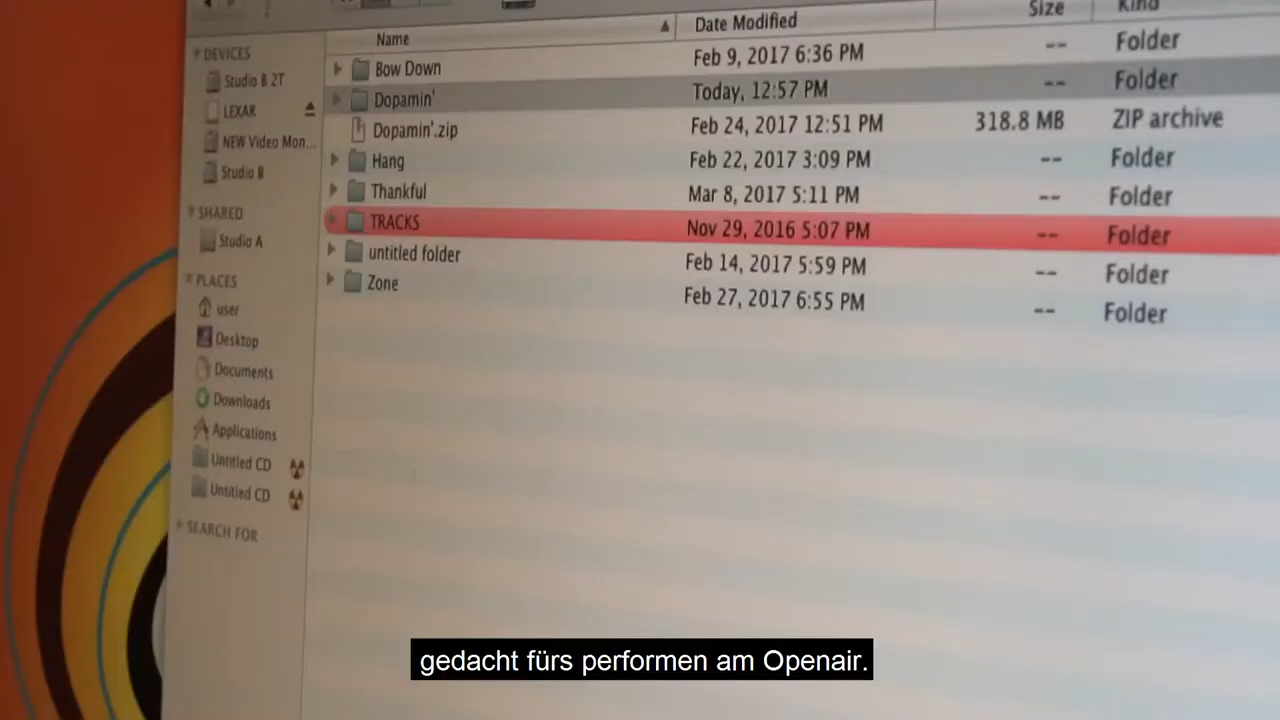 Name Date Modified Size Kind
DEVICES
Studio B 2T
LEXAR
NEW Video Mon...
Studio B
SHARED
Studio A
PLACES
user
Desktop
Documents
Downloads
Applications
Untitled CD
Untitled CD
SEARCH FOR
Bow Down Feb 9, 2017 6:36 PM -- Folder
Dopamin' Today, 12:57 PM -- Folder
Dopamin'.zip Feb 24, 2017 12:51 PM 318.8 MB ZIP archive
Hang Feb 22, 2017 3:09 PM -- Folder
Thankful Mar 8, 2017 5:11 PM -- Folder
TRACKS Nov 29, 2016 5:07 PM -- Folder
untitled folder Feb 14, 2017 5:59 PM -- Folder
Zone Feb 27, 2017 6:55 PM -- Folder
gedacht fürs performen am Openair.